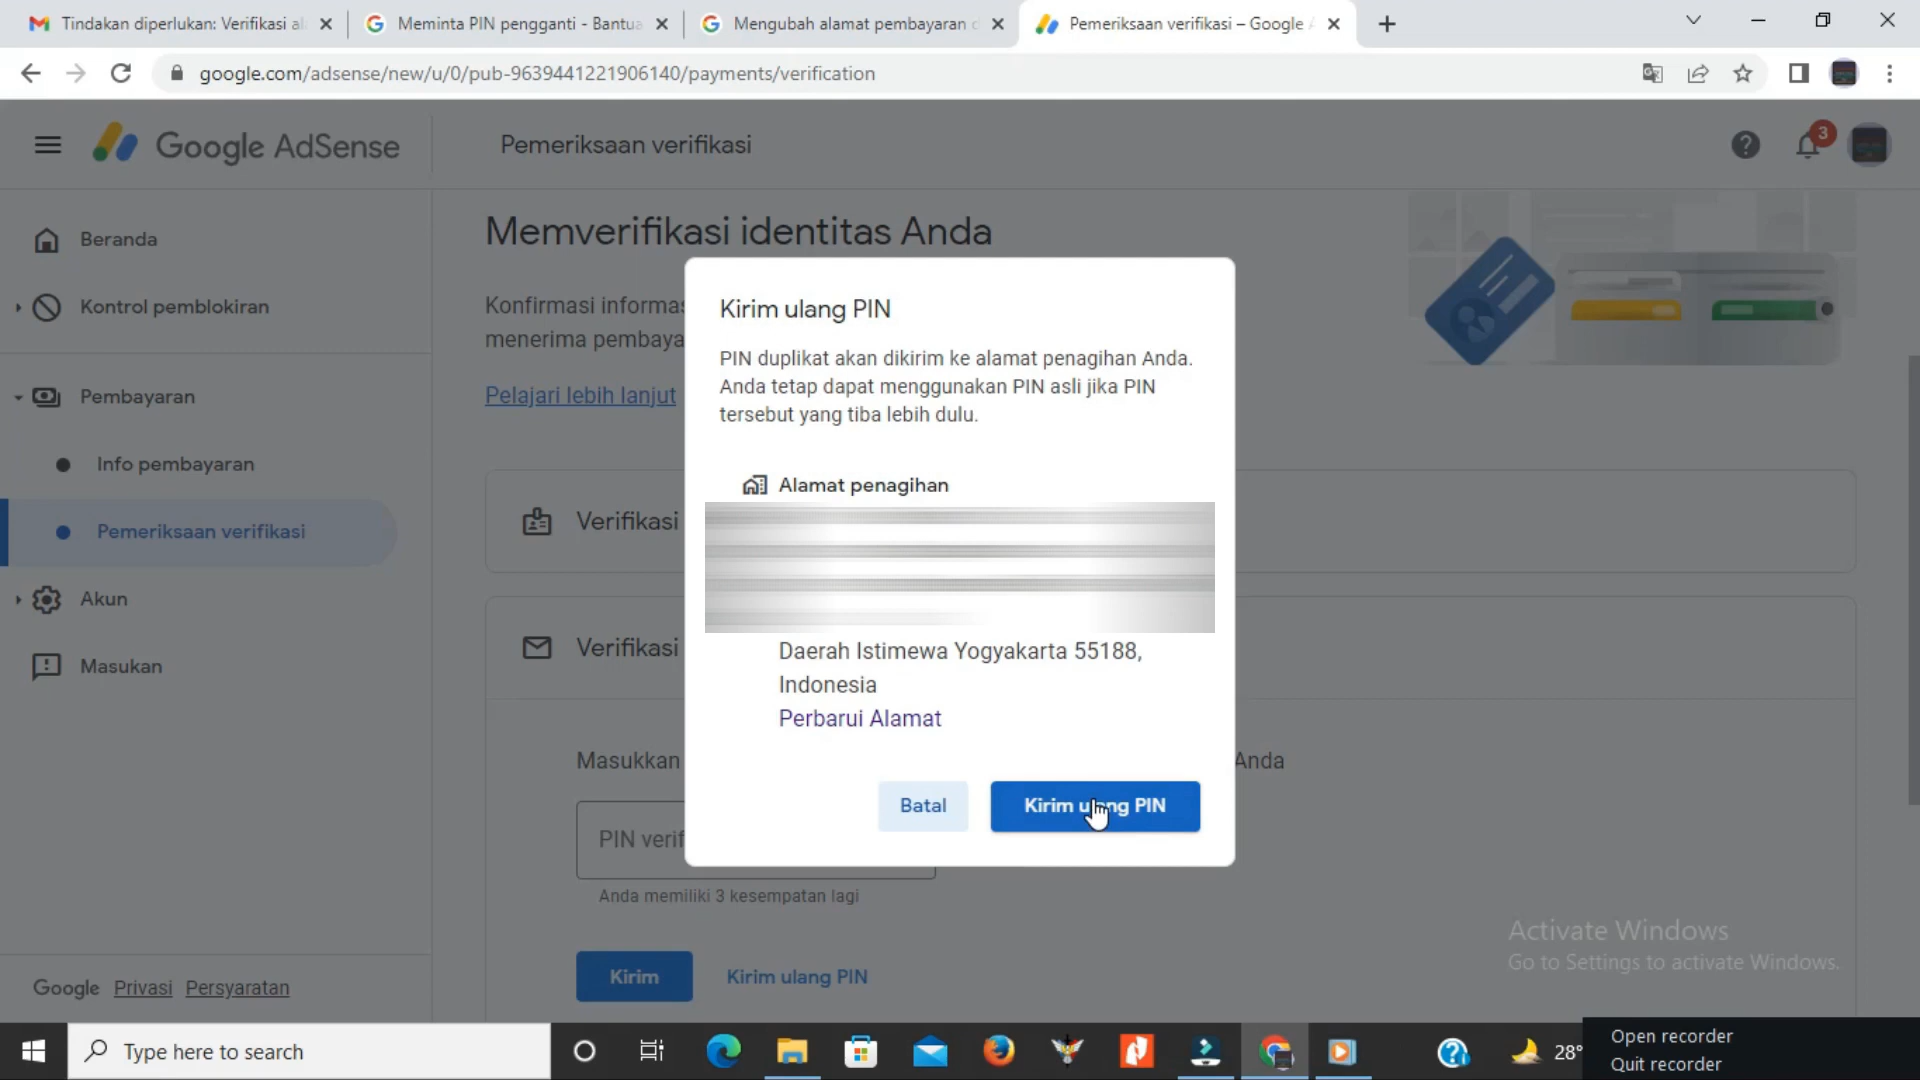 Tindakan diperlukan: Verifikasi al
Meminta PIN pengganti - Bantua
Mengubah alamat pembayaran d
Pemeriksaan verifikasi – Google A
google.com/adsense/new/u/0/pub-9639441221906140/payments/verification
Google AdSense
Pemeriksaan verifikasi
3
Beranda
Kontrol pemblokiran
Pembayaran
Info pembayaran
Pemeriksaan verifikasi
Akun
Masukan
Google Privasi Persyaratan
Memverifikasi identitas Anda
Konfirmasi informas
menerima pembaya
Pelajari lebih lanjut
Verifikasi
Verifikasi
Masukkan
Anda
PIN verif
Anda memiliki 3 kesempatan lagi
Kirim
Kirim ulang PIN
Kirim ulang PIN
PIN duplikat akan dikirim ke alamat penagihan Anda.
Anda tetap dapat menggunakan PIN asli jika PIN
tersebut yang tiba lebih dulu.
Alamat penagihan
Daerah Istimewa Yogyakarta 55188,
Indonesia
Perbarui Alamat
Batal
Kirim ulang PIN
Activate Windows
Go to Settings to activate Windows.
Type here to search
28°
Open recorder
Quit recorder